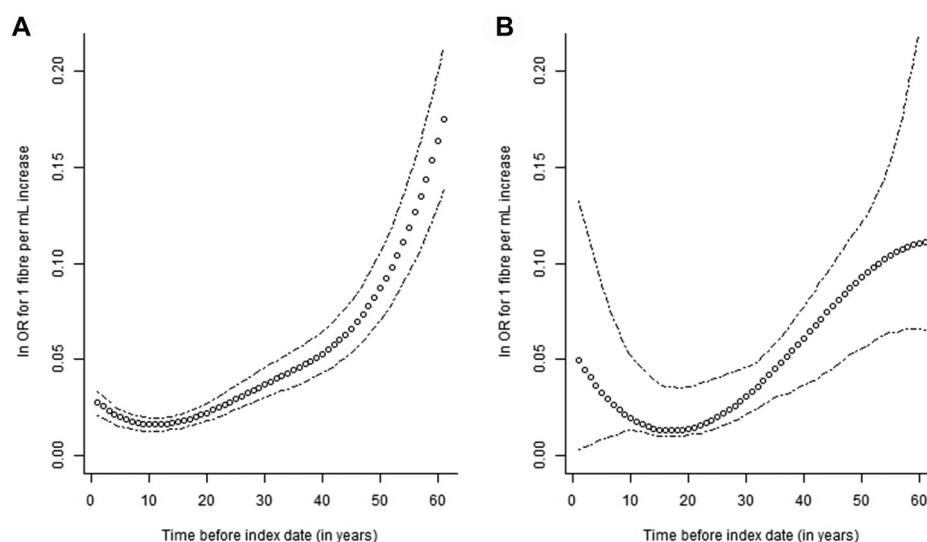 A
ln OR for 1 fibre per mL increase
0.20
0.15
0.10
0.05
0.00
0 10 20 30 40 50 60
Time before index date (in years)
B
ln OR for 1 fibre per mL increase
0.20
0.15
0.10
0.05
0.00
0 10 20 30 40 50 60
Time before index date (in years)